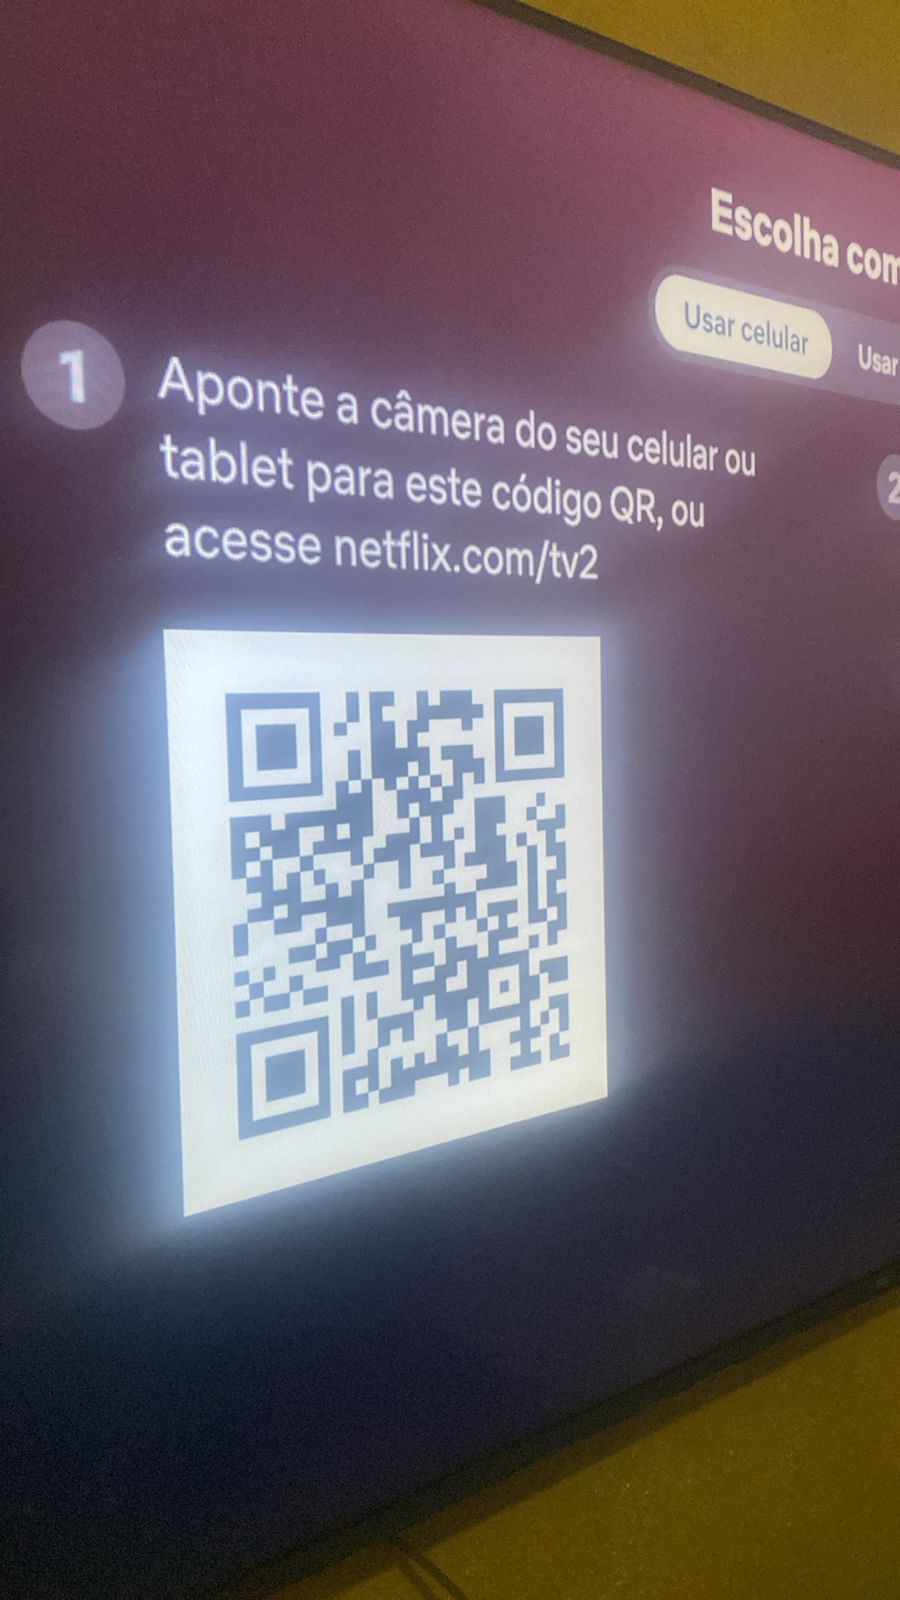 Escolha com
Usar celular
Usar
1
Aponte a câmera do seu celular ou
tablet para este código QR, ou
acesse netflix.com/tv2
2